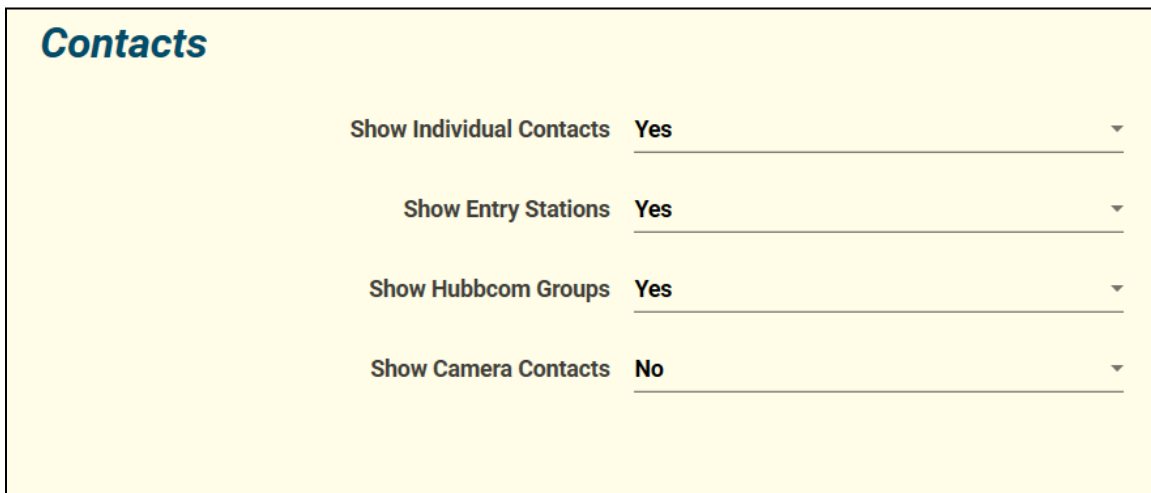 Contacts
Show Individual Contacts Yes
Show Entry Stations Yes
Show Hubbcom Groups Yes
Show Camera Contacts No